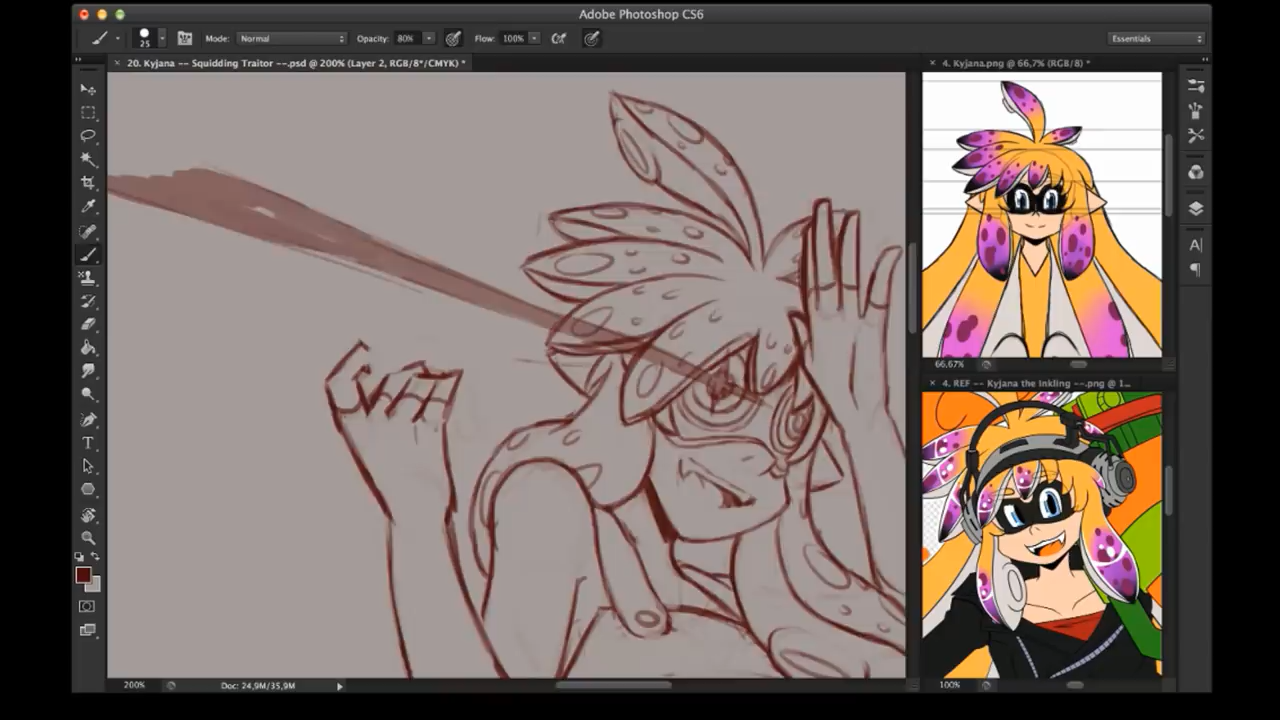 Adobe Photoshop CS6
25 Mode: Normal Opacity: 80% Flow: 100% Essentials
20. Kyjana -- Squidding Traitor --.psd @ 200% (Layer 2, RGB/8*/CMYK) *
4. Kyjana.png @ 66,7% (RGB/8) *
66,67%
4. REF -- Kyjana the Inkling --.png @ 1...
200% Doc: 24,9M/35,9M
100%